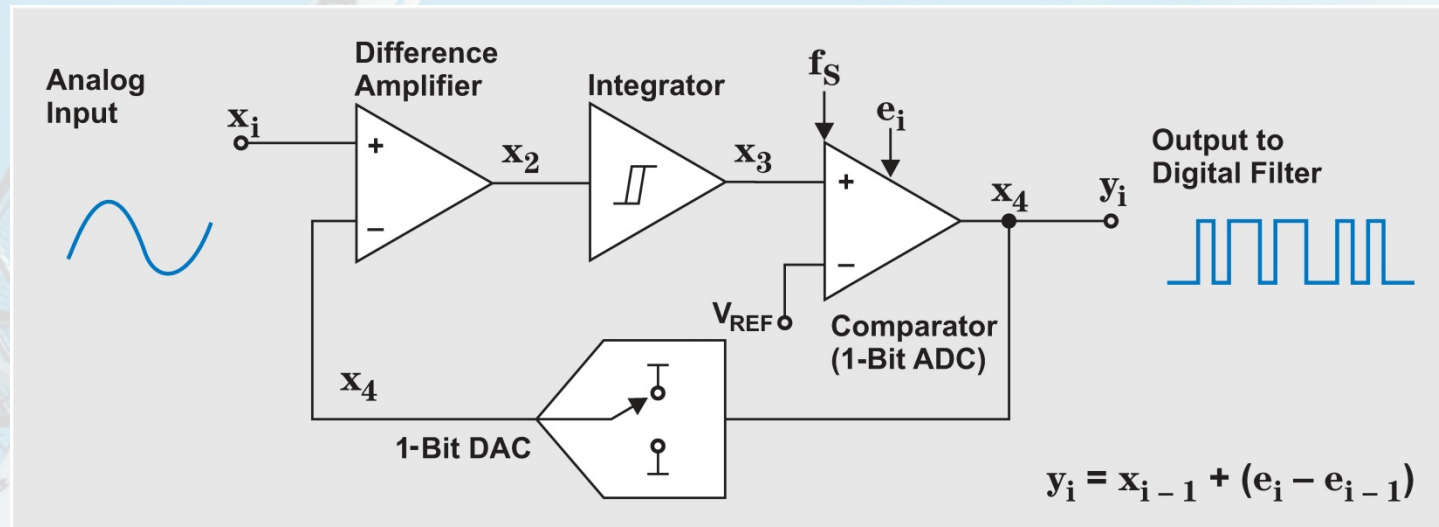 Analog
Input
xi
Difference
Amplifier
+
−
x2
Integrator
x3
fS
ei
+
−
VREF
Comparator
(1-Bit ADC)
x4
yi
Output to
Digital Filter
x4
1-Bit DAC
yi = xi − 1 + (ei − ei − 1)